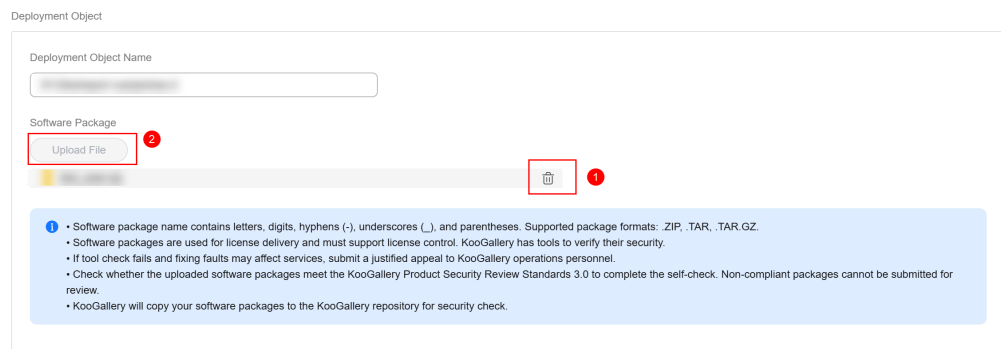 Deployment Object
Deployment Object Name
Software Package
2
Upload File
1
• Software package name contains letters, digits, hyphens (-), underscores (_), and parentheses. Supported package formats: .ZIP, .TAR, .TAR.GZ.
• Software packages are used for license delivery and must support license control. KooGallery has tools to verify their security.
• If tool check fails and fixing faults may affect services, submit a justified appeal to KooGallery operations personnel.
• Check whether the uploaded software packages meet the KooGallery Product Security Review Standards 3.0 to complete the self-check. Non-compliant packages cannot be submitted for
review.
• KooGallery will copy your software packages to the KooGallery repository for security check.